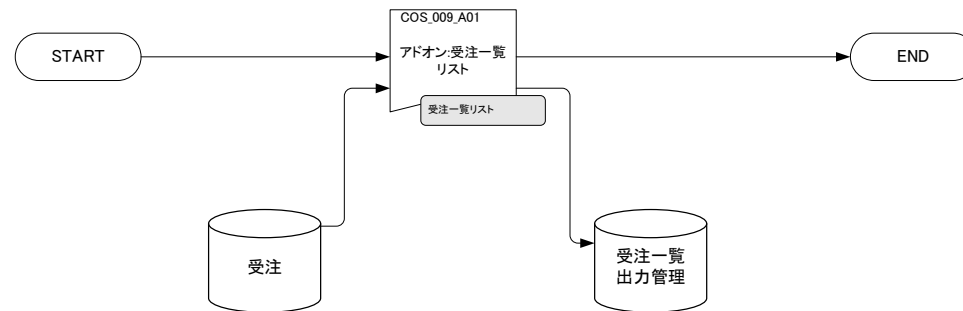 COS_009_A01
START
アドオン:受注一覧
リスト
END
受注一覧リスト
受注
受注一覧
出力管理